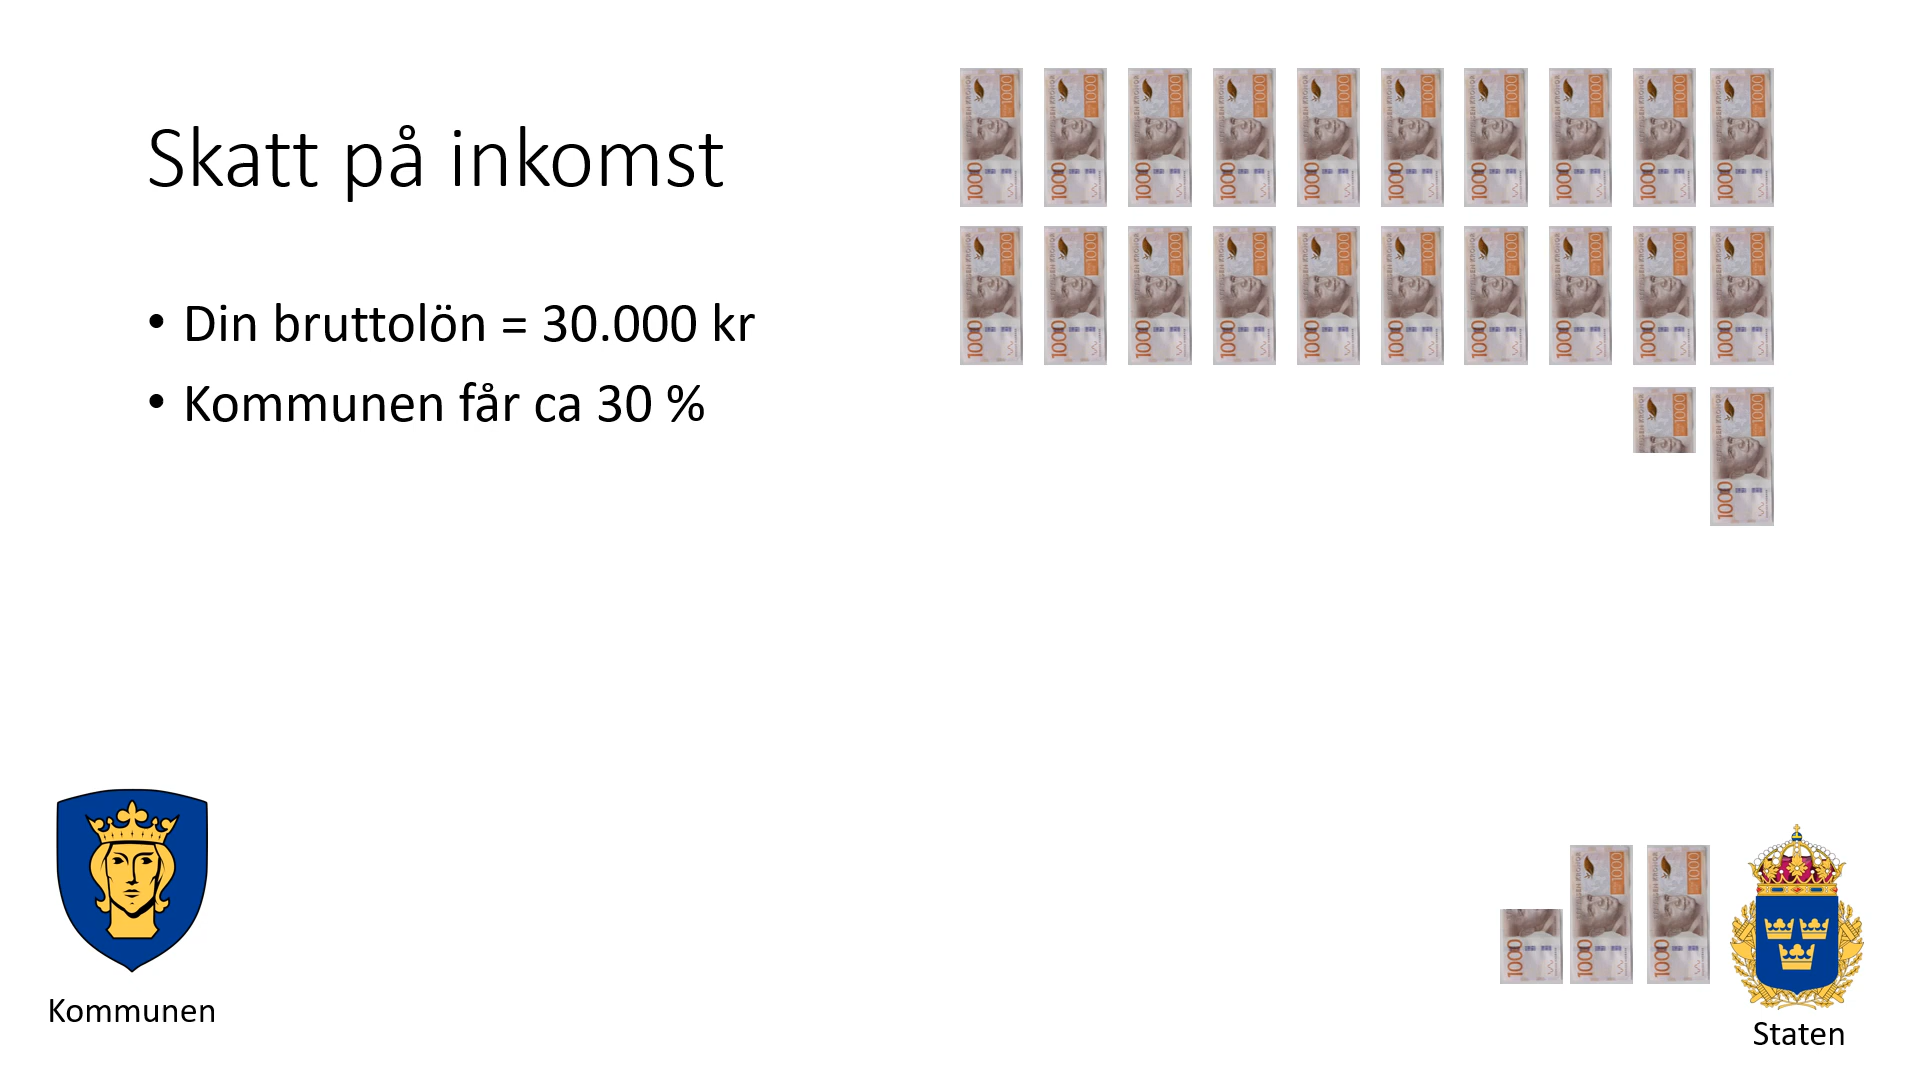 Skatt på inkomst
• Din bruttolön = 30.000 kr
• Kommunen får ca 30 %
Kommunen
Staten